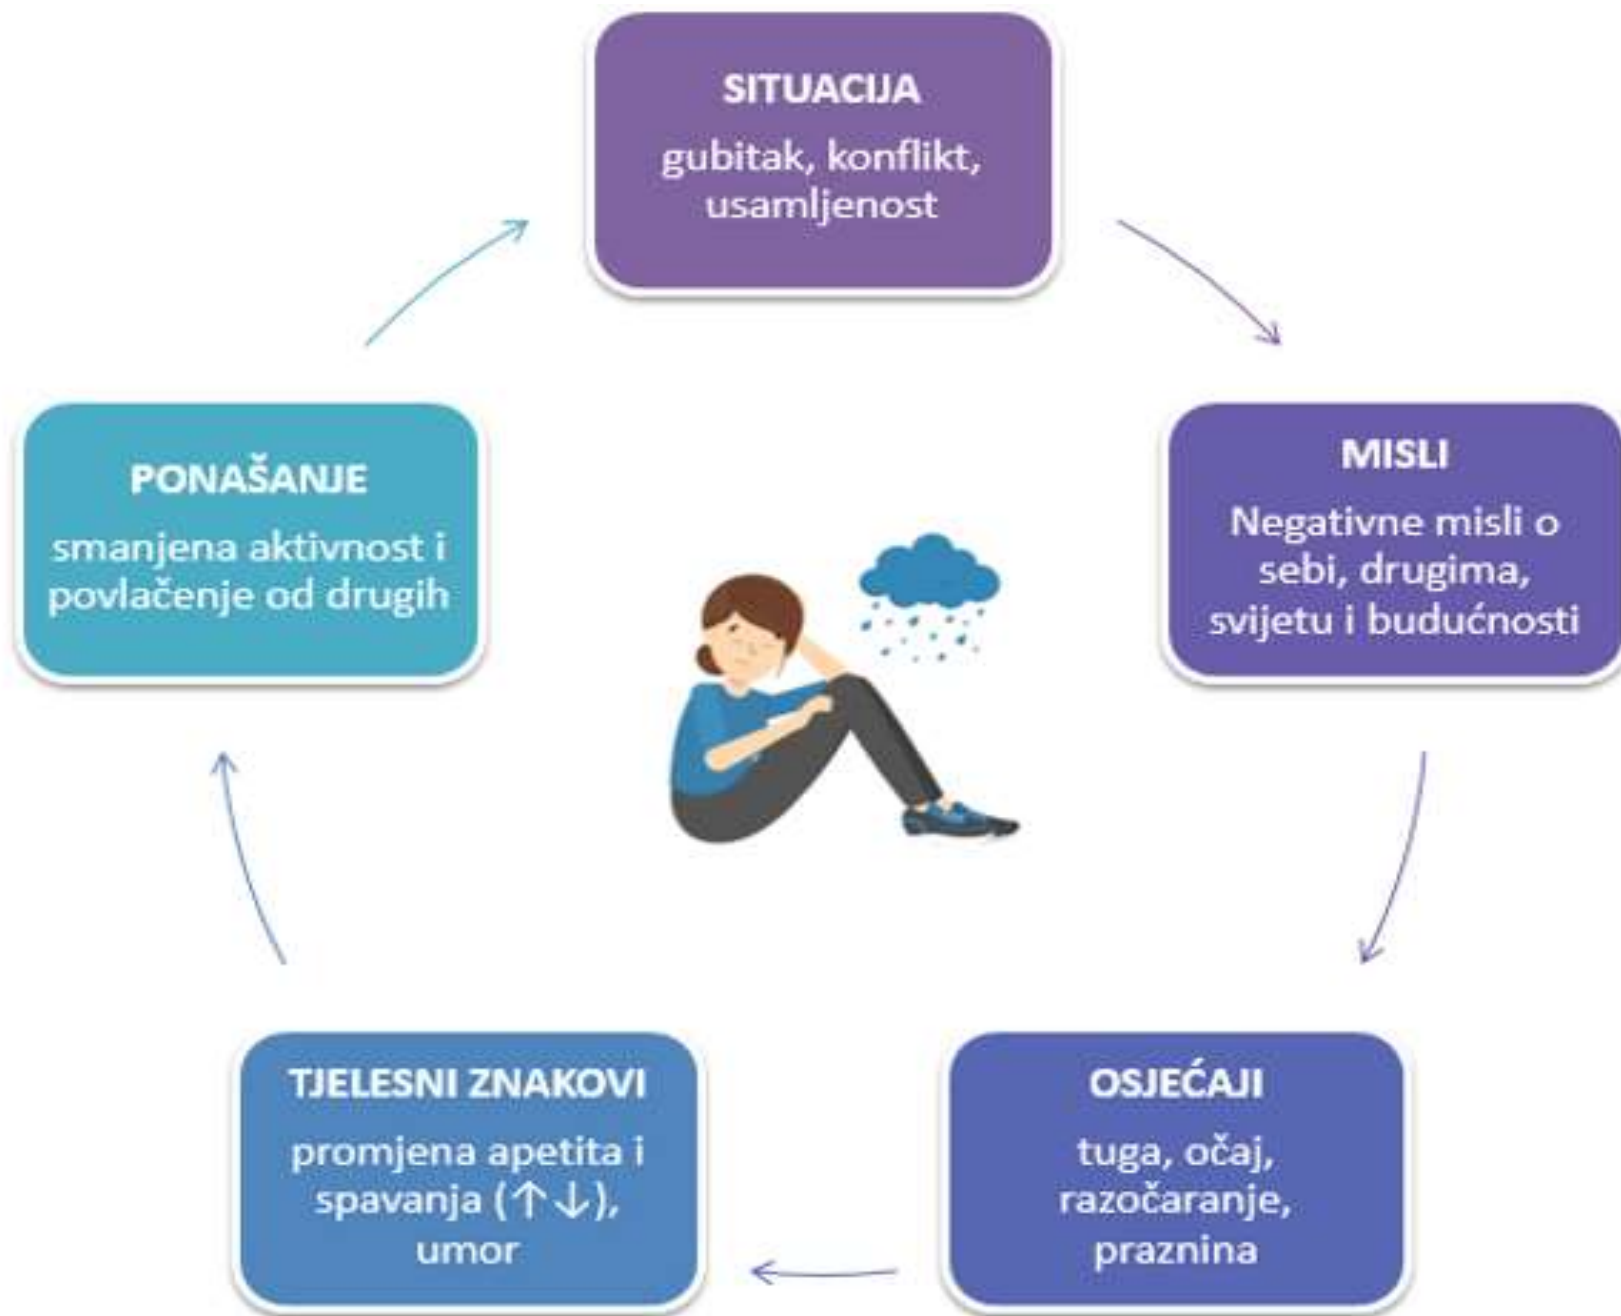 SITUACIJA
gubitak, konflikt,
usamljenost
MISLI
Negativne misli o
sebi, drugima,
svijetu i budućnosti
OSJEĆAJI
tuga, očaj,
razočaranje,
praznina
TJELESNI ZNAKOVI
promjena apetita i
spavanja (↑↓),
umor
PONAŠANJE
smanjena aktivnost i
povlačenje od drugih